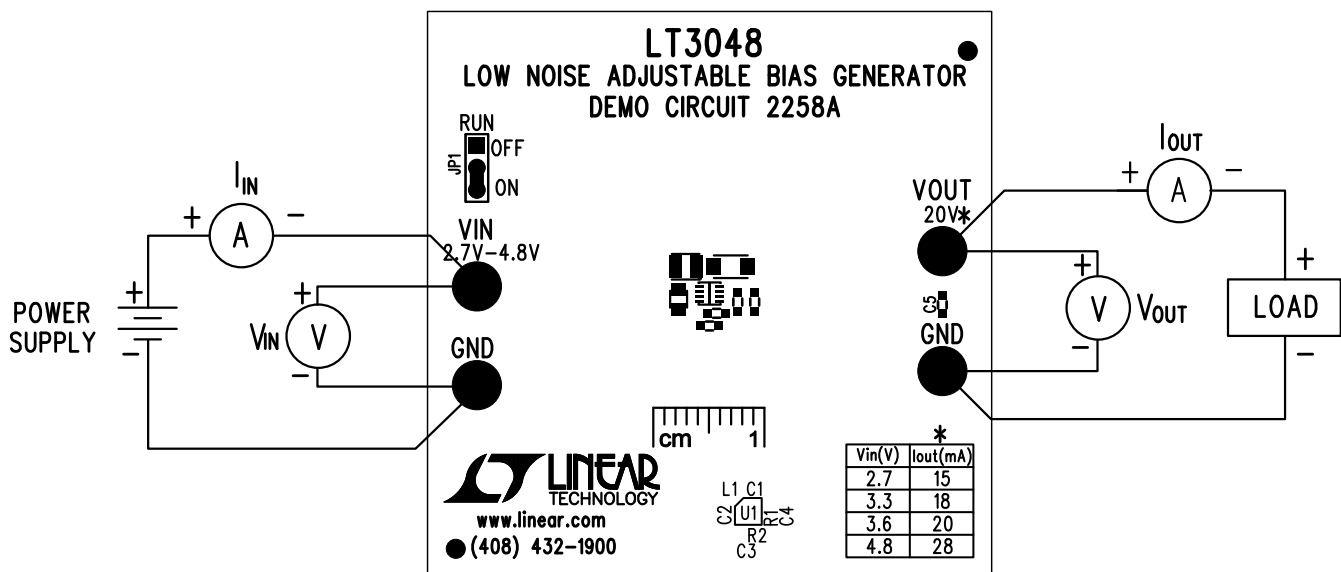 LT3048
LOW NOISE ADJUSTABLE BIAS GENERATOR
DEMO CIRCUIT 2258A
RUN
OFF
JP1
ON
IIN
+ A -
VIN
2.7V-4.8V
POWER
SUPPLY
+
-
+
VIN V
-
GND
IOUT
+ A -
VOUT
20V*
+
V VOUT
-
C5
GND
+
LOAD
-
cm 1
LINEAR
TECHNOLOGY
www.linear.com
(408) 432-1900
L1 C1
C2 U1 R1 C4
R2
C3
*
Vin(V) Iout(mA)
2.7 15
3.3 18
3.6 20
4.8 28